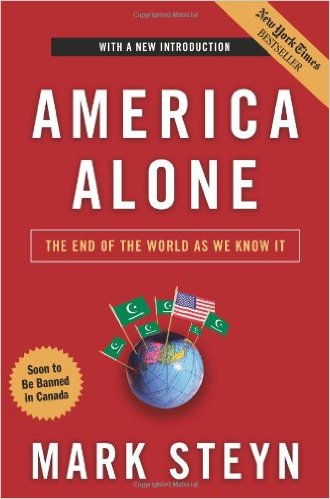 New York Times
BESTSELLER
WITH A NEW INTRODUCTION
AMERICA
ALONE
THE END OF THE WORLD AS WE KNOW IT
Soon to
Be Banned
in Canada
MARK STEYN